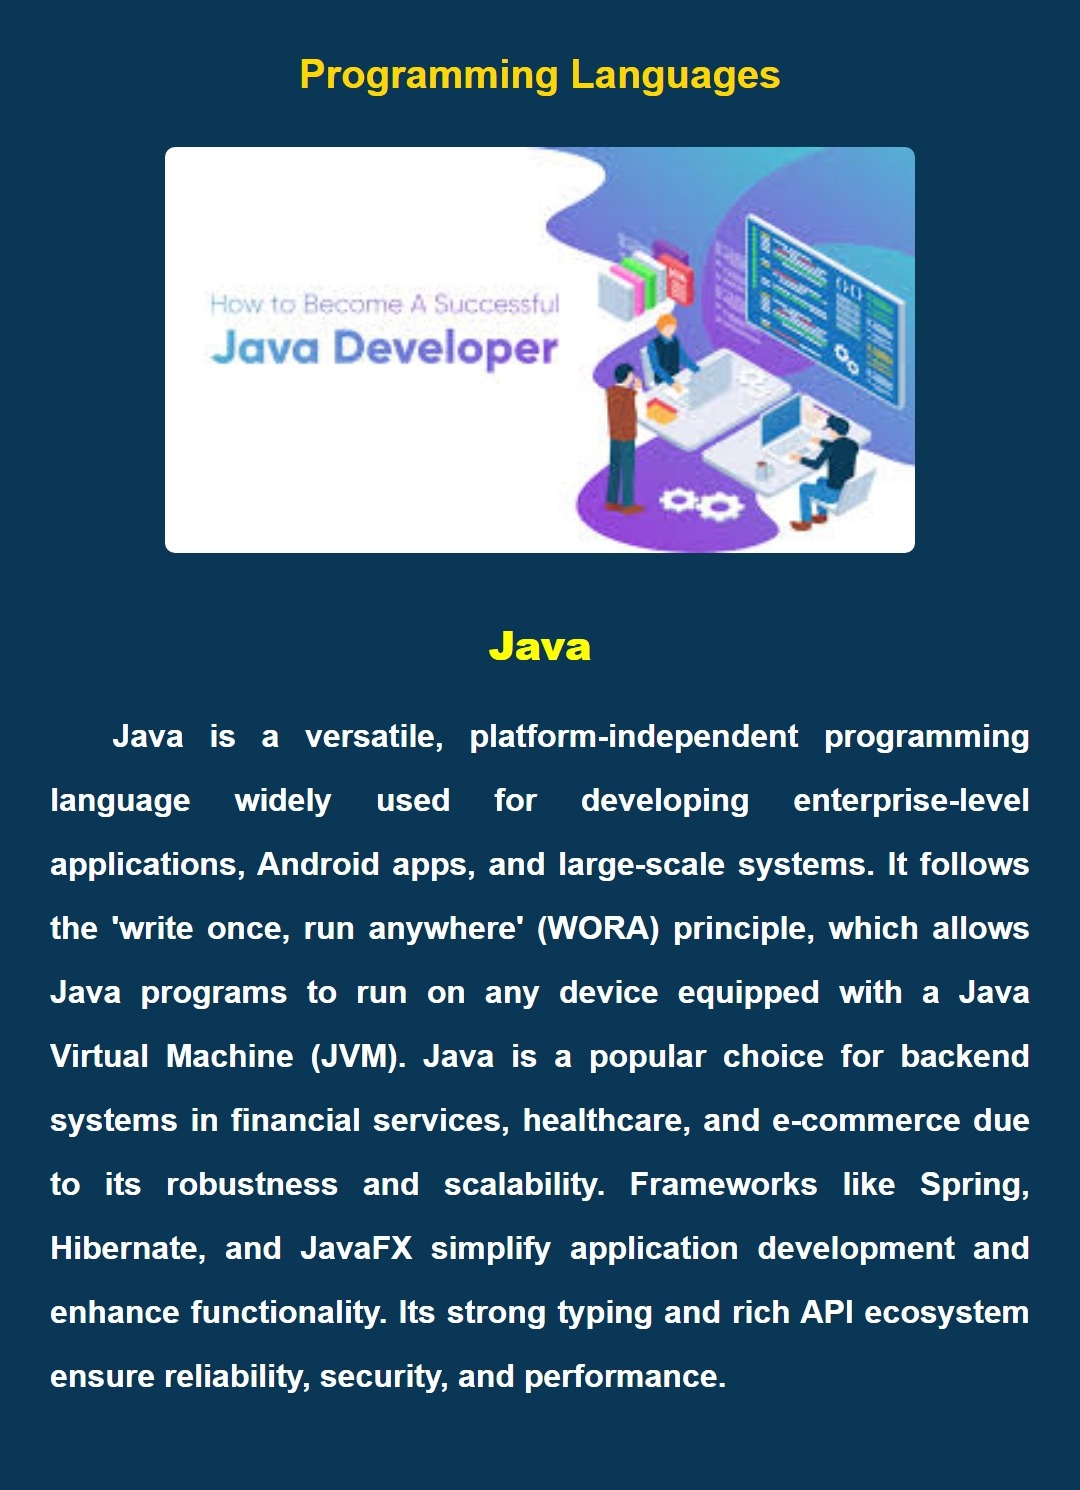 Programming Languages
How to Become A Successful
Java Developer
Java
Java is a versatile, platform-independent programming
language widely used for developing enterprise-level
applications, Android apps, and large-scale systems. It follows
the 'write once, run anywhere' (WORA) principle, which allows
Java programs to run on any device equipped with a Java
Virtual Machine (JVM). Java is a popular choice for backend
systems in financial services, healthcare, and e-commerce due
to its robustness and scalability. Frameworks like Spring,
Hibernate, and JavaFX simplify application development and
enhance functionality. Its strong typing and rich API ecosystem
ensure reliability, security, and performance.